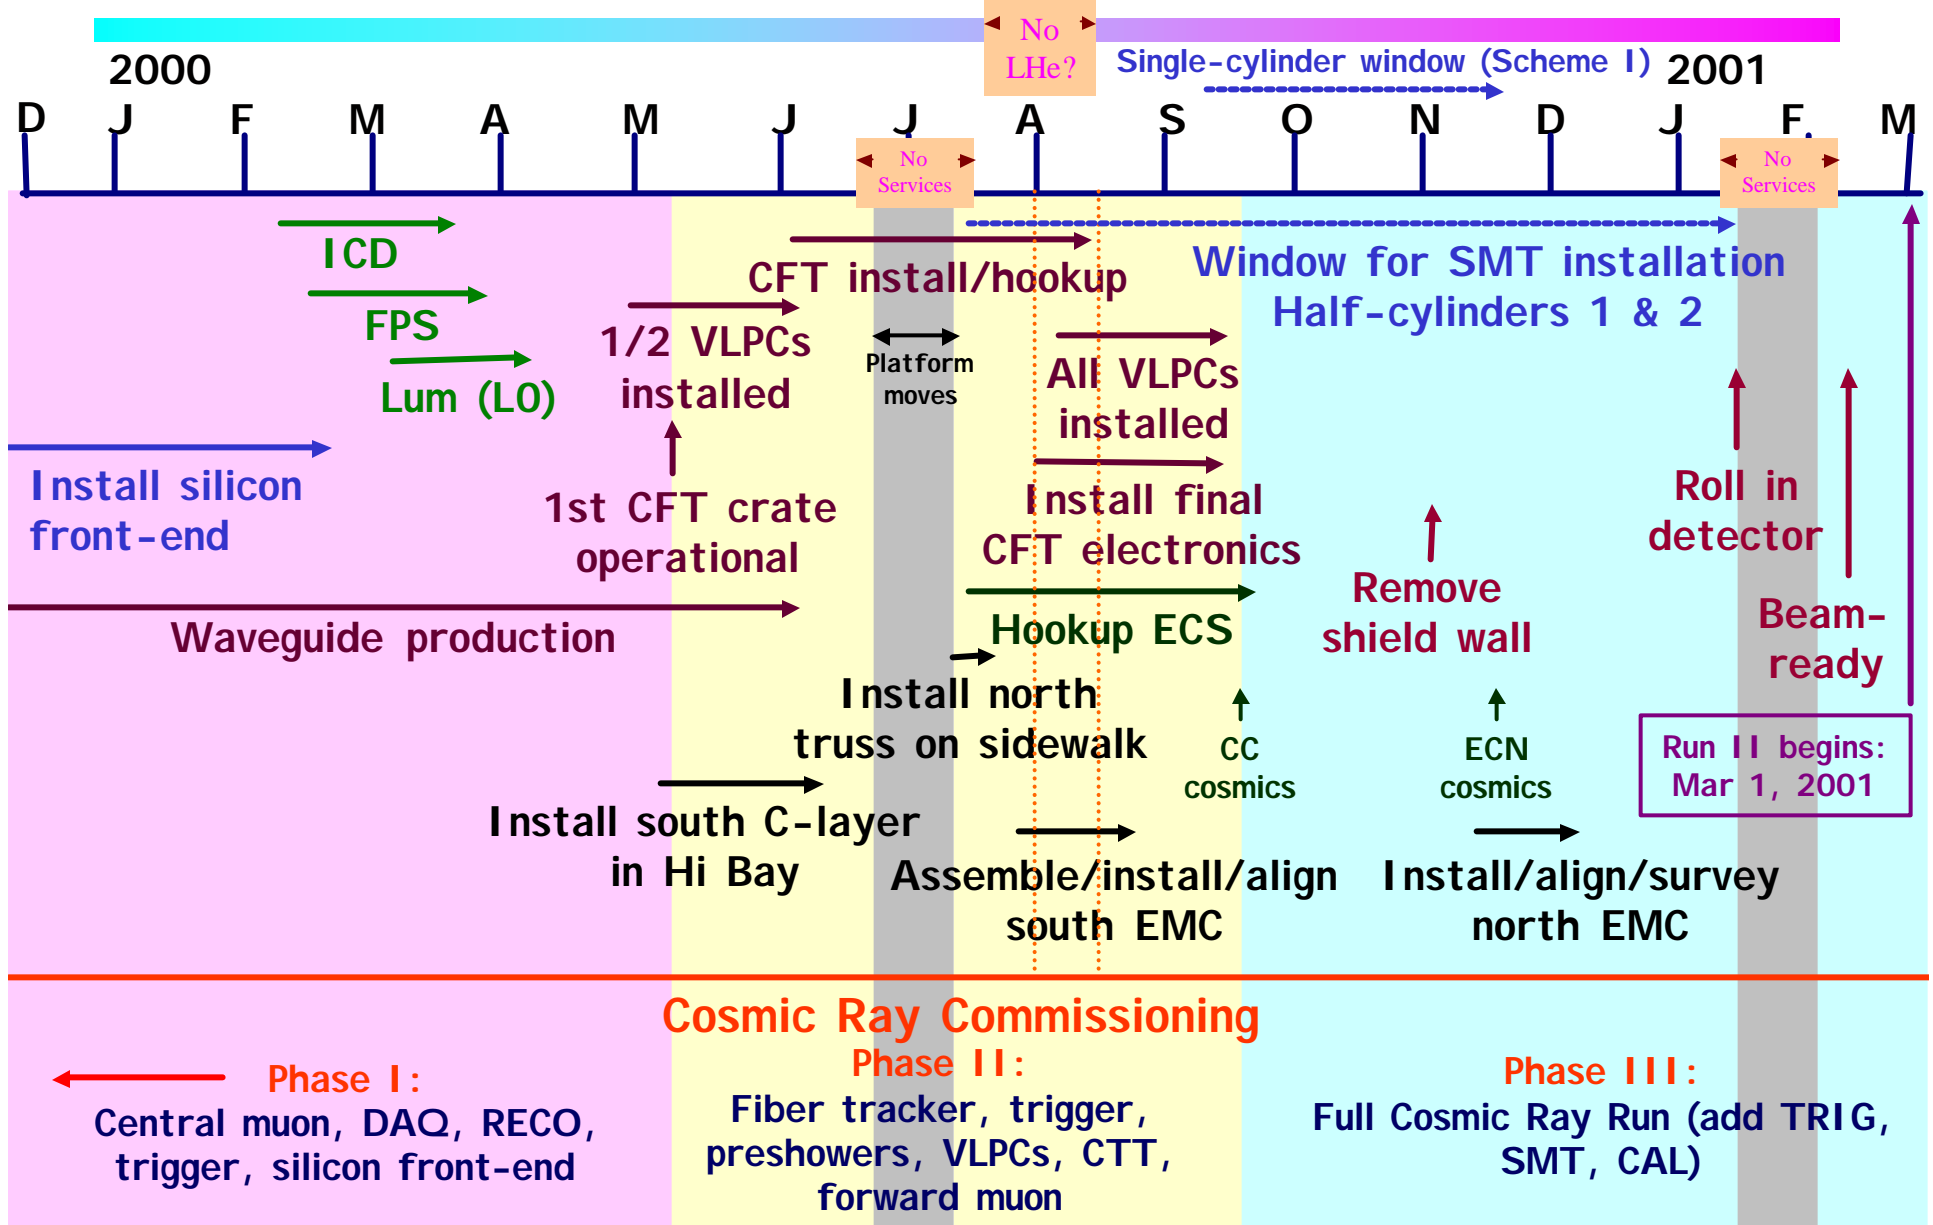 No
LHe?
2000
Single-cylinder window (Scheme I)
2001
D J F M A M J J A S O N D J F M
No
Services
No
Services
ICD
FPS
Lum (L0)
Install silicon
front-end
Waveguide production
1/2 VLPCs
installed
1st CFT crate
operational
CFT install/hookup
Platform
moves
All VLPCs
installed
Install final
CFT electronics
Hookup ECS
Install north
truss on sidewalk
Install south C-layer
in Hi Bay
Assemble/install/align
south EMC
Window for SMT installation
Half-cylinders 1 & 2
Remove
shield wall
CC
cosmics
ECN
cosmics
Install/align/survey
north EMC
Roll in
detector
Beam-
ready
Run II begins:
Mar 1, 2001
Cosmic Ray Commissioning
Phase I:
Central muon, DAQ, RECO,
trigger, silicon front-end
Phase II:
Fiber tracker, trigger,
preshowers, VLPCs, CTT,
forward muon
Phase III:
Full Cosmic Ray Run (add TRIG,
SMT, CAL)